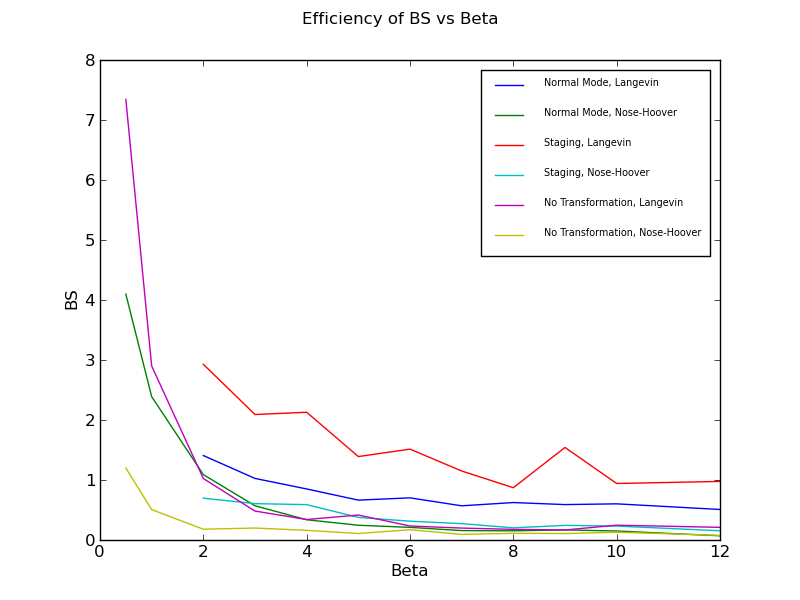 Efficiency of BS vs Beta
8
7
6
5
4
3
2
1
0
BS
Normal Mode, Langevin
Normal Mode, Nose-Hoover
Staging, Langevin
Staging, Nose-Hoover
No Transformation, Langevin
No Transformation, Nose-Hoover
0 2 4 6 8 10 12
Beta